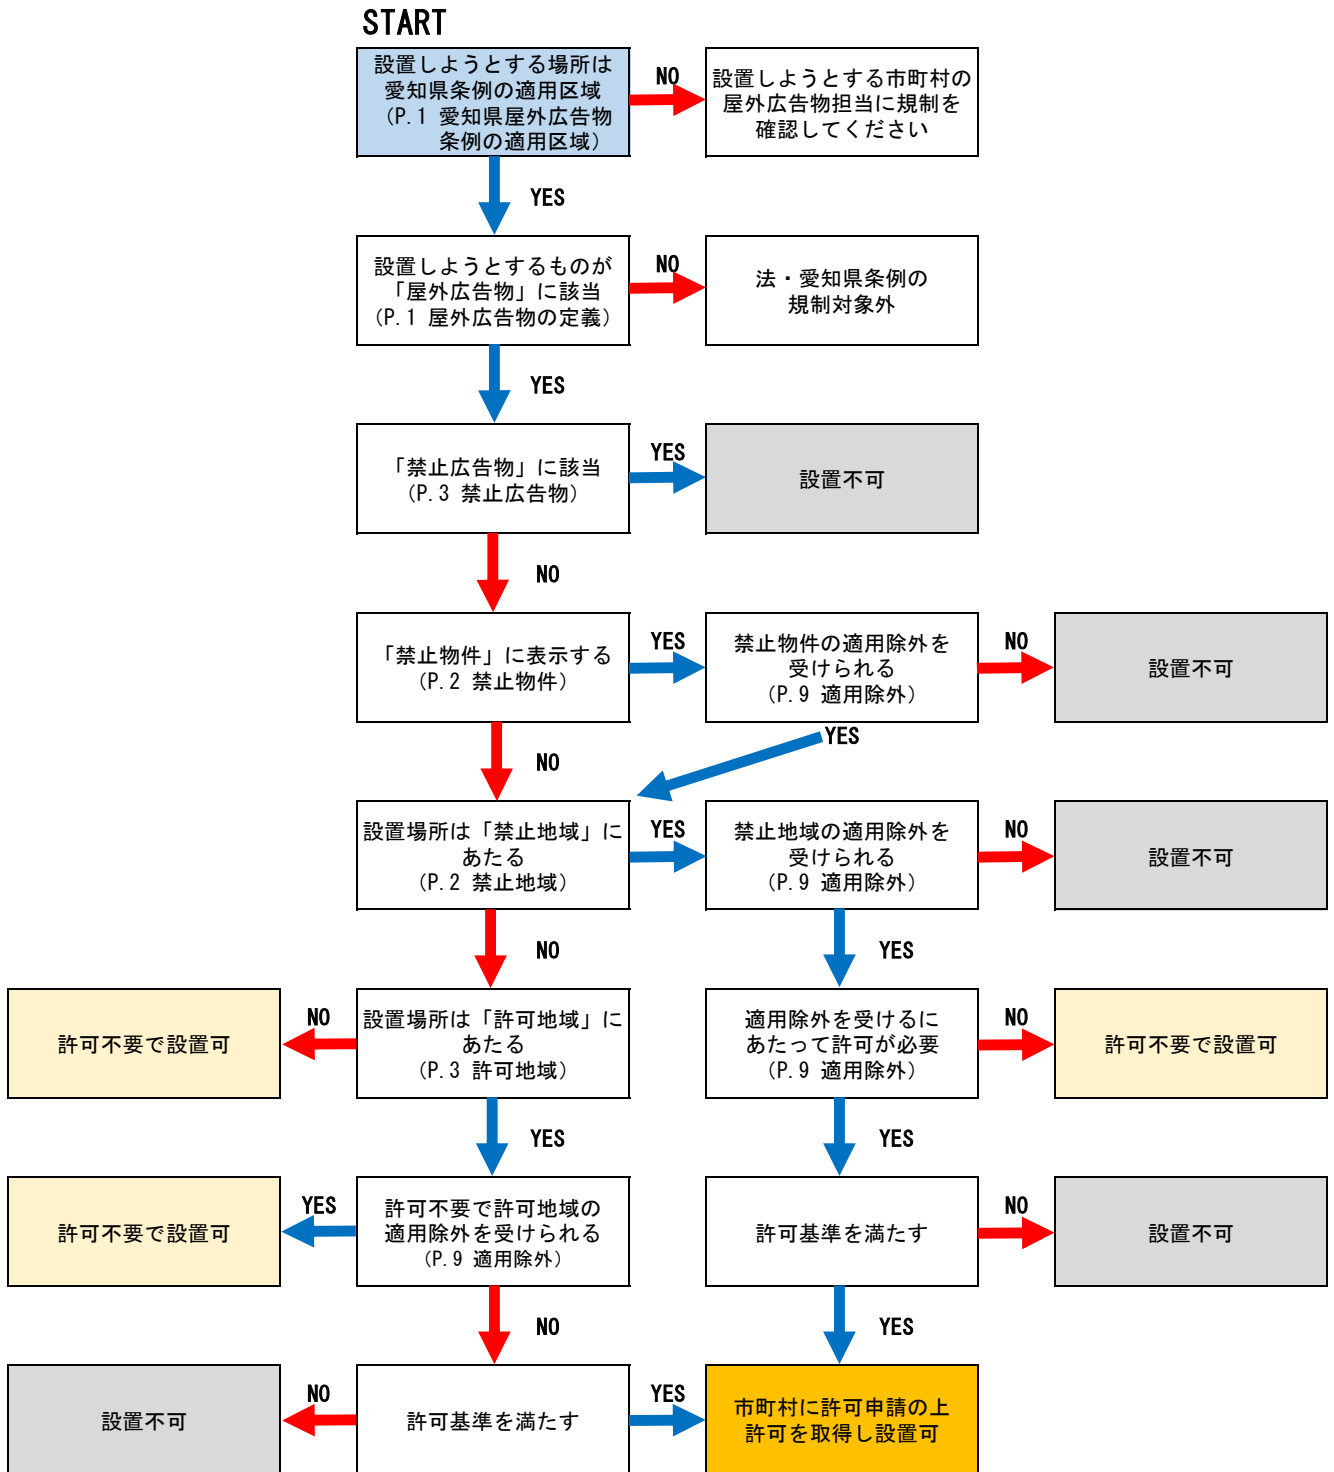 START
設置しようとする場所は
愛知県条例の適用区域
(P.1 愛知県屋外広告物
条例の適用区域)
NO
設置しようとする市町村の
屋外広告物担当に規制を
確認してください
YES
設置しようとするものが
「屋外広告物」に該当
(P.1 屋外広告物の定義)
NO
法・愛知県条例の
規制対象外
YES
「禁止広告物」に該当
(P.3 禁止広告物)
YES
設置不可
NO
「禁止物件」に表示する
(P.2 禁止物件)
YES
禁止物件の適用除外を
受けられる
(P.9 適用除外)
NO
設置不可
YES
NO
設置場所は「禁止地域」に
あたる
(P.2 禁止地域)
YES
禁止地域の適用除外を
受けられる
(P.9 適用除外)
NO
設置不可
NO
YES
許可不要で設置可
NO
設置場所は「許可地域」に
あたる
(P.3 許可地域)
適用除外を受けるに
あたって許可が必要
(P.9 適用除外)
NO
許可不要で設置可
YES
YES
許可不要で設置可
YES
許可不要で許可地域の
適用除外を受けられる
(P.9 適用除外)
許可基準を満たす
NO
設置不可
NO
YES
設置不可
NO
許可基準を満たす
YES
市町村に許可申請の上
許可を取得し設置可